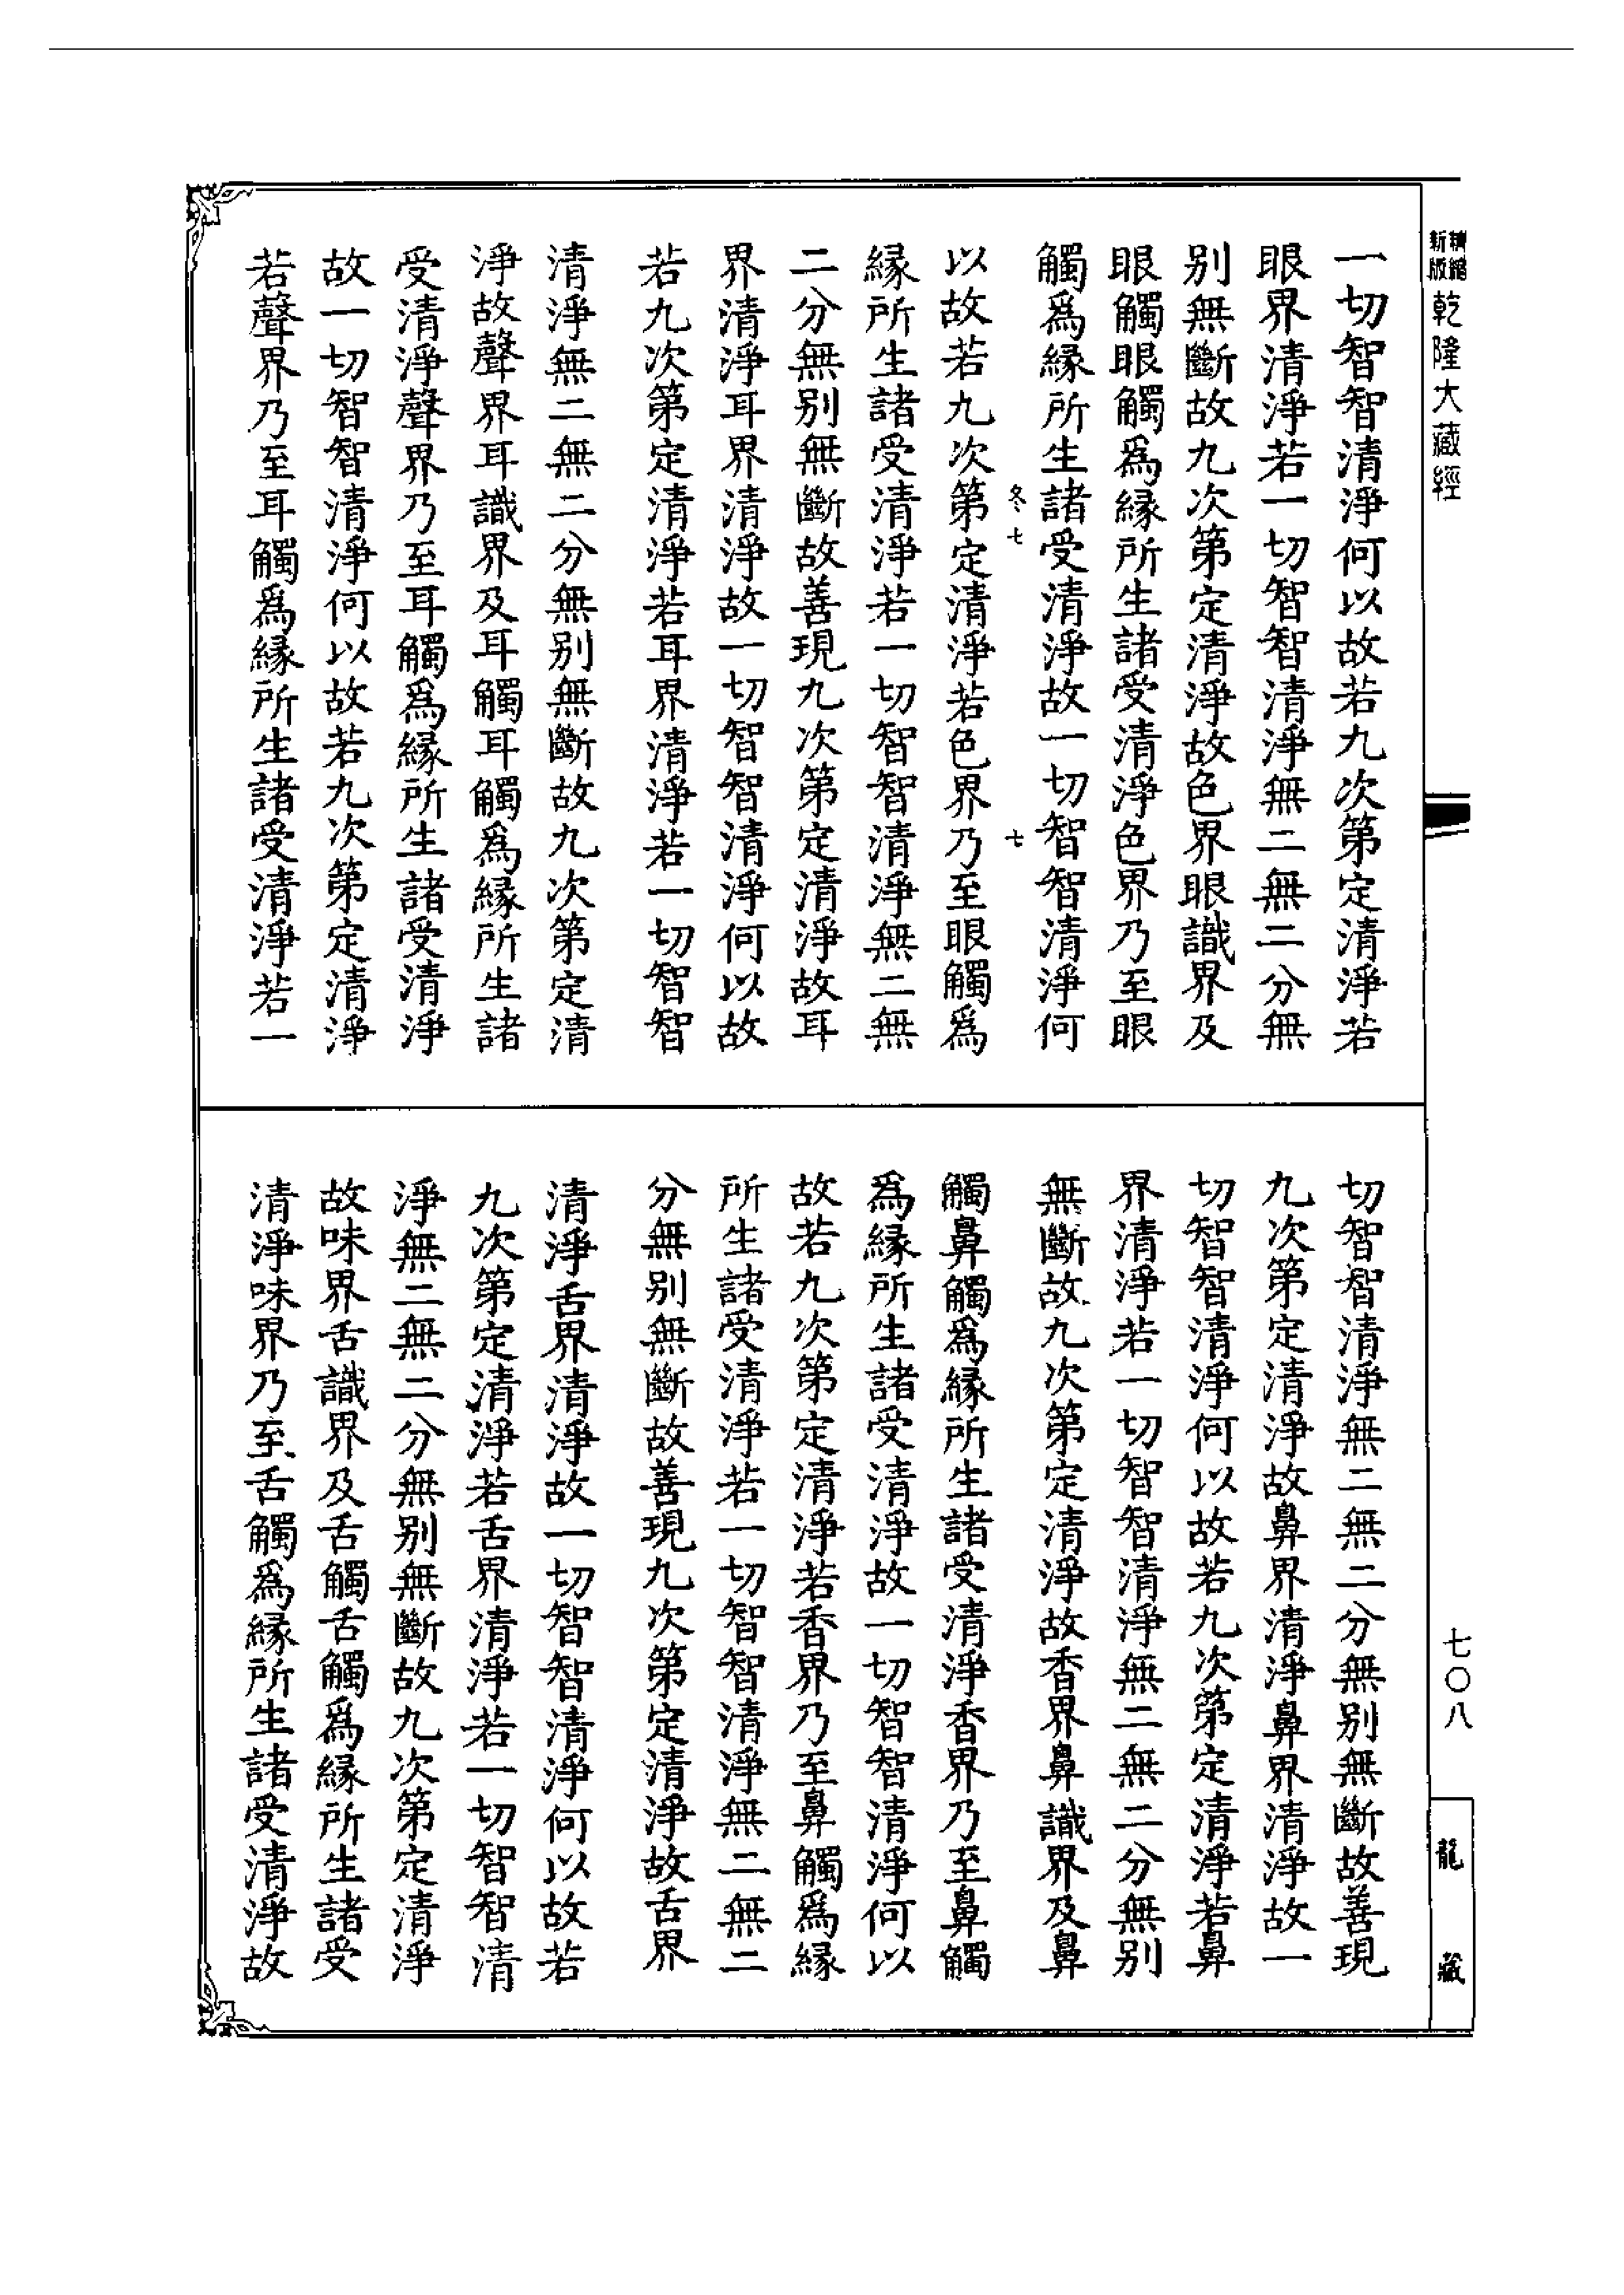 精縮
新版
乾隆大藏經
一切智智清淨何以故若九次第定清淨若
眼界清淨若一切智智清淨無二無二分無
别無斷故九次第定清淨故色界眼識界及
眼觸眼觸爲緣所生諸受清淨色界乃至眼
觸爲緣所生諸受清淨故一切智智清淨何
冬七
七
以故若九次第定清淨若色界乃至眼觸爲
緣所生諸受清淨若一切智智清淨無二無
二分無别無斷故善現九次第定清淨故耳
界清淨耳界清淨故一切智智清淨何以故
若九次第定清淨若耳界清淨若一切智智
清淨無二無二分無别無斷故九次第定清
淨故聲界耳識界及耳觸耳觸爲緣所生諸
受清淨聲界乃至耳觸爲緣所生諸受清淨
故一切智智清淨何以故若九次第定清淨
若聲界乃至耳觸爲緣所生諸受清淨若一
切智智清淨無二無二分無别無斷故善現
九次第定清淨故鼻界清淨鼻界清淨故一
切智智清淨何以故若九次第定清淨若鼻
界清淨若一切智智清淨無二無二分無别
無斷故九次第定清淨故香界鼻識界及鼻
觸鼻觸爲緣所生諸受清淨香界乃至鼻觸
爲緣所生諸受清淨故一切智智清淨何以
故若九次第定清淨若香界乃至鼻觸爲緣
所生諸受清淨若一切智智清淨無二無二
分無别無斷故善現九次第定清淨故舌界
清淨舌界清淨故一切智智清淨何以故若
九次第定清淨若舌界清淨若一切智智清
淨無二無二分無别無斷故九次第定清淨
故味界舌識界及舌觸舌觸爲緣所生諸受
清淨味界乃至舌觸爲緣所生諸受清淨故
七〇八
龍藏